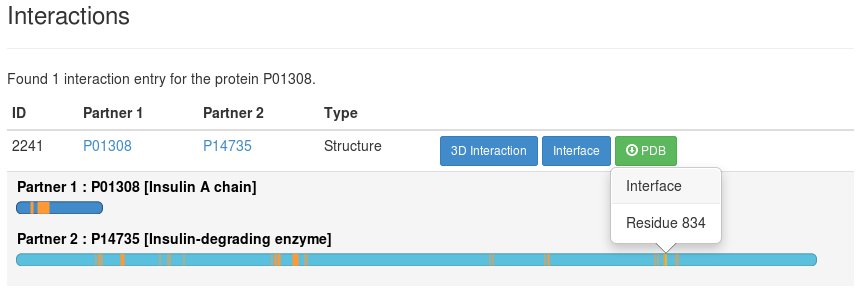 Interactions
Found 1 interaction entry for the protein P01308.
ID Partner 1 Partner 2 Type
2241 P01308 P14735 Structure 3D Interaction Interface PDB
Interface
Residue 834
Partner 1 : P01308 [Insulin A chain]
Partner 2 : P14735 [Insulin-degrading enzyme]